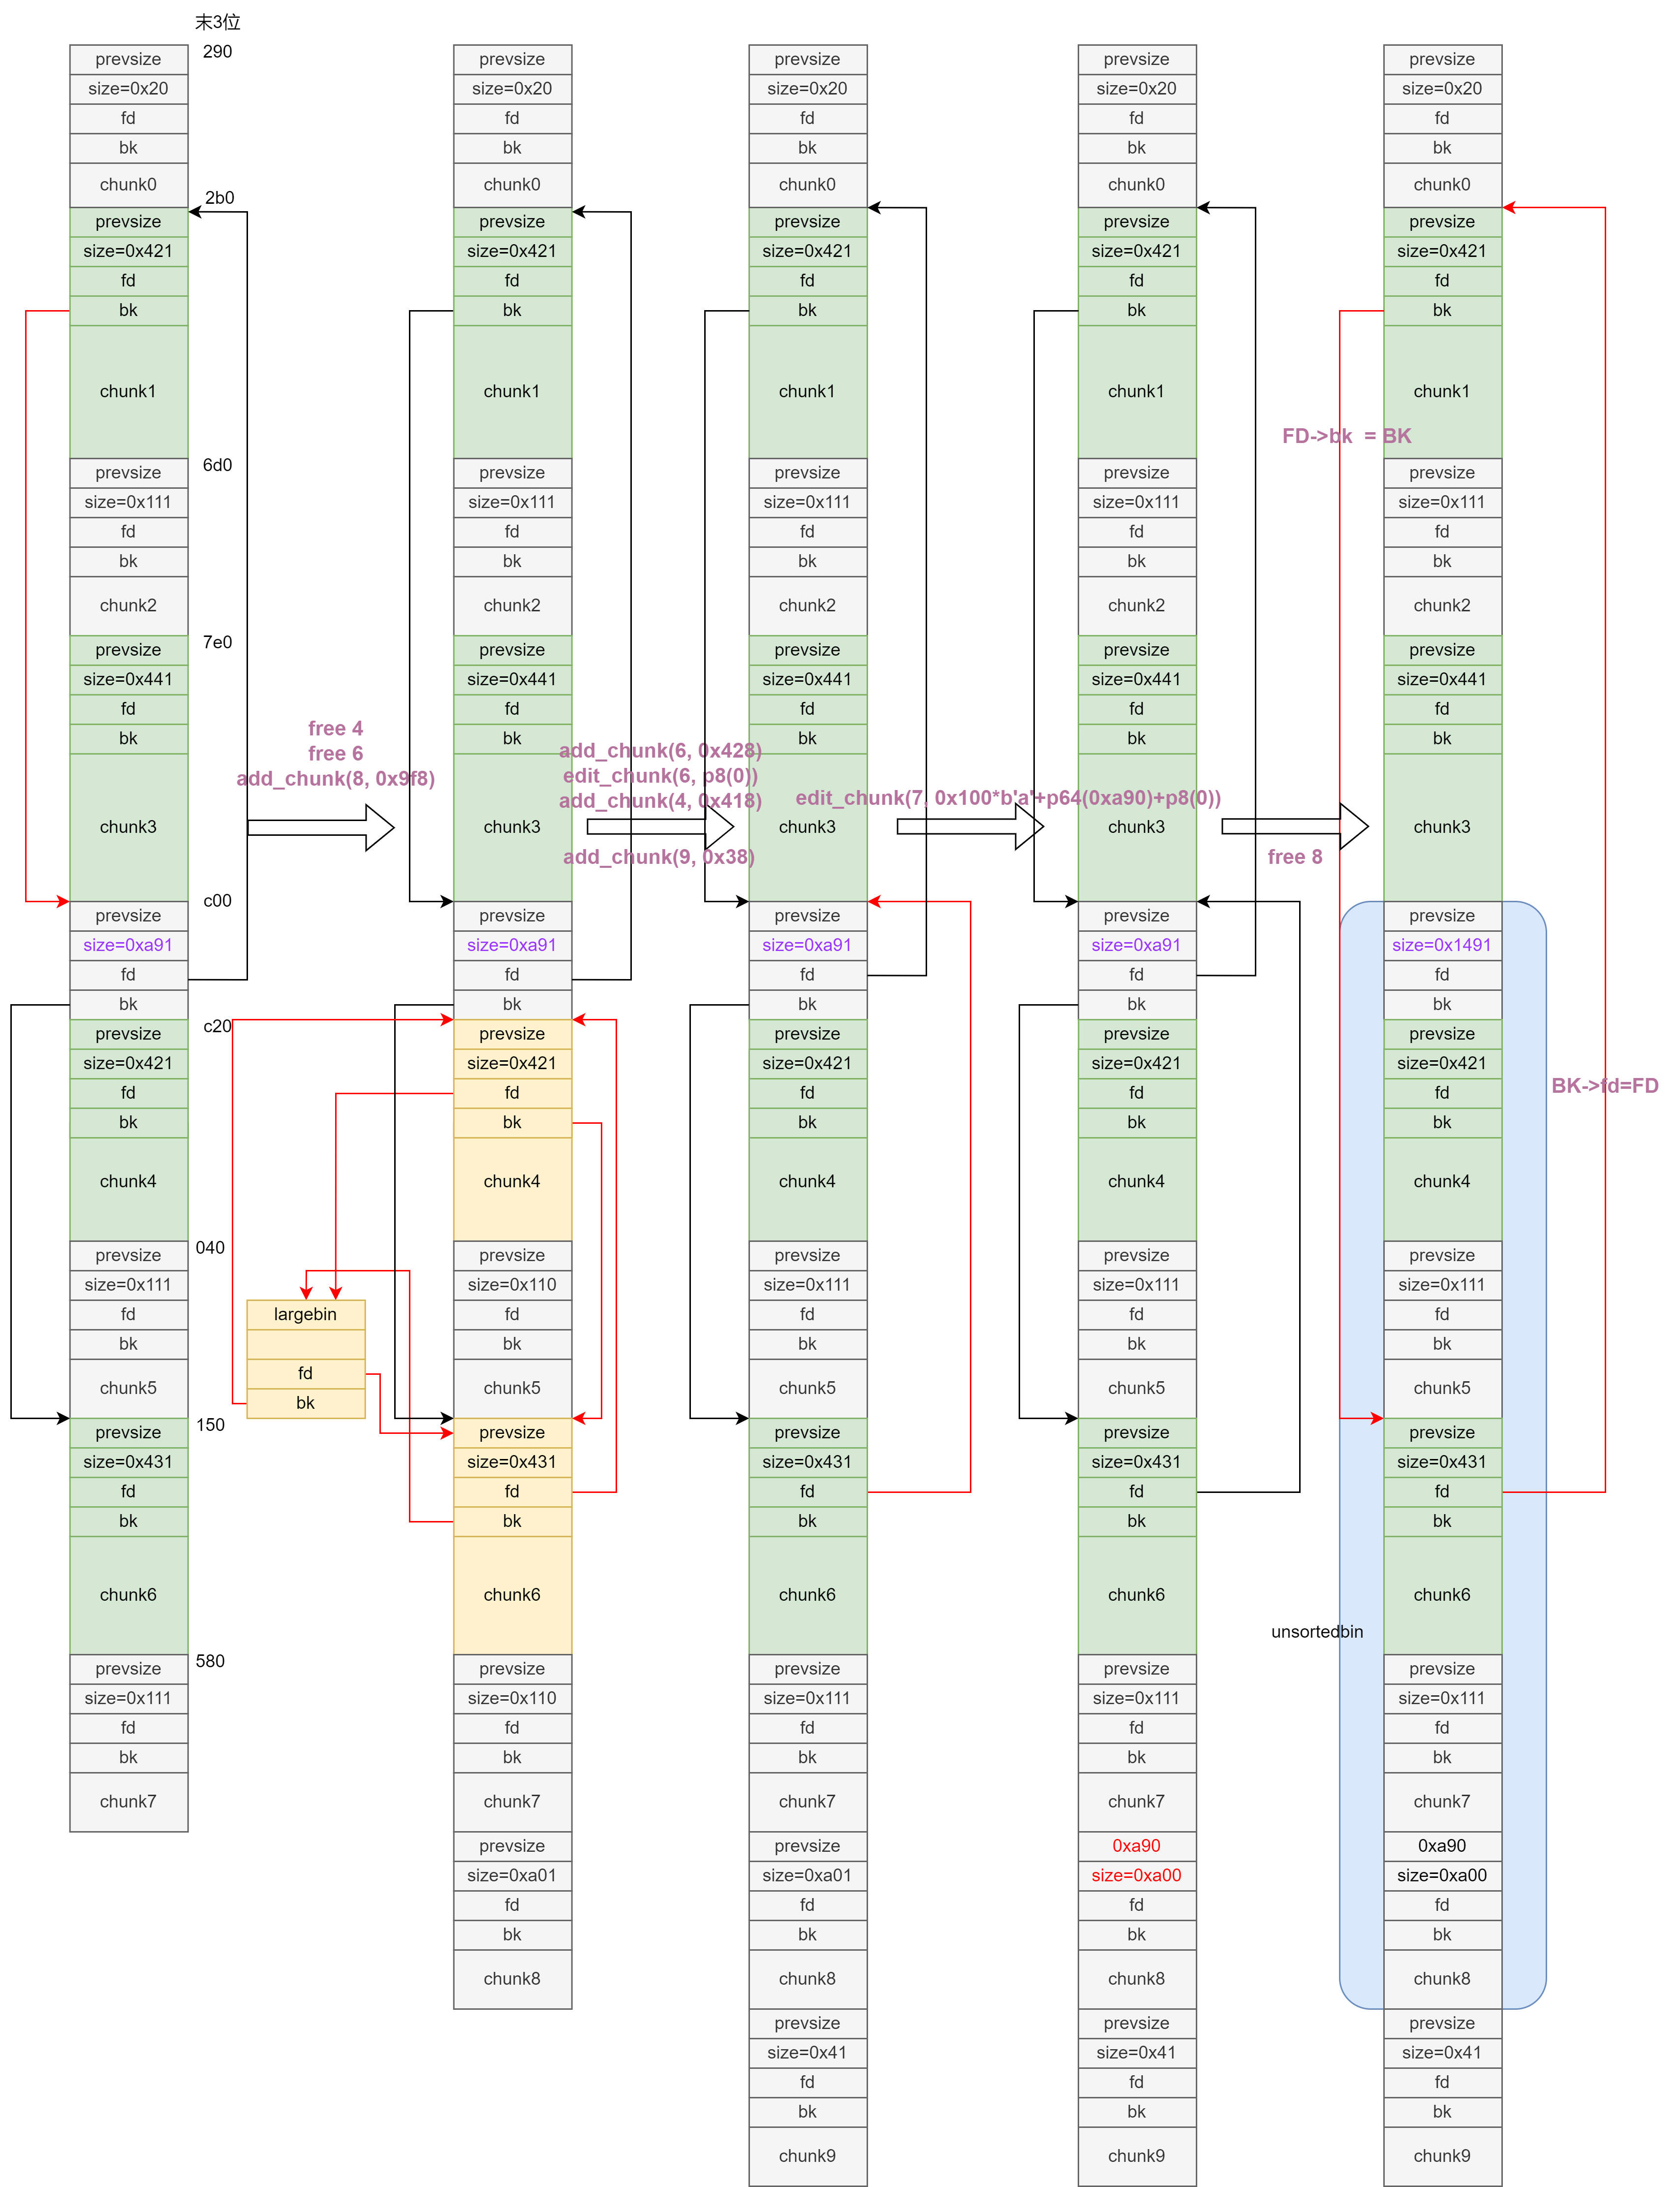 末3位
290
prevsize
size=0x20
fd
bk
chunk0
2b0
prevsize
size=0x421
fd
bk
chunk1
6d0
prevsize
size=0x111
fd
bk
chunk2
7e0
prevsize
size=0x441
fd
bk
chunk3
c00
prevsize
size=0xa91
fd
bk
c20
prevsize
size=0x421
fd
bk
chunk4
040
prevsize
size=0x111
fd
bk
chunk5
150
prevsize
size=0x431
fd
bk
chunk6
580
prevsize
size=0x111
fd
bk
chunk7
free 4
free 6
add_chunk(8, 0x9f8)
largebin
fd
bk
prevsize
size=0x20
fd
bk
chunk0
prevsize
size=0x421
fd
bk
chunk1
prevsize
size=0x111
fd
bk
chunk2
prevsize
size=0x441
fd
bk
chunk3
prevsize
size=0xa91
fd
bk
prevsize
size=0x421
fd
bk
chunk4
prevsize
size=0x110
fd
bk
chunk5
prevsize
size=0x431
fd
bk
chunk6
prevsize
size=0x110
fd
bk
chunk7
prevsize
size=0xa01
fd
bk
chunk8
add_chunk(6, 0x428)
edit_chunk(6, p8(0))
add_chunk(4, 0x418)
add_chunk(9, 0x38)
prevsize
size=0x20
fd
bk
chunk0
prevsize
size=0x421
fd
bk
chunk1
prevsize
size=0x111
fd
bk
chunk2
prevsize
size=0x441
fd
bk
chunk3
prevsize
size=0xa91
fd
bk
prevsize
size=0x421
fd
bk
chunk4
prevsize
size=0x111
fd
bk
chunk5
prevsize
size=0x431
fd
bk
chunk6
prevsize
size=0x111
fd
bk
chunk7
prevsize
size=0xa01
fd
bk
chunk8
prevsize
size=0x41
fd
bk
chunk9
edit_chunk(7, 0x100*b'a'+p64(0xa90)+p8(0))
prevsize
size=0x20
fd
bk
chunk0
prevsize
size=0x421
fd
bk
chunk1
prevsize
size=0x111
fd
bk
chunk2
prevsize
size=0x441
fd
bk
chunk3
prevsize
size=0xa91
fd
bk
prevsize
size=0x421
fd
bk
chunk4
prevsize
size=0x111
fd
bk
chunk5
prevsize
size=0x431
fd
bk
chunk6
prevsize
size=0x111
fd
bk
chunk7
0xa90
size=0xa00
fd
bk
chunk8
prevsize
size=0x41
fd
bk
chunk9
free 8
FD->bk = BK
BK->fd=FD
unsortedbin
prevsize
size=0x20
fd
bk
chunk0
prevsize
size=0x421
fd
bk
chunk1
prevsize
size=0x111
fd
bk
chunk2
prevsize
size=0x441
fd
bk
chunk3
prevsize
size=0x1491
fd
bk
prevsize
size=0x421
fd
bk
chunk4
prevsize
size=0x111
fd
bk
chunk5
prevsize
size=0x431
fd
bk
chunk6
prevsize
size=0x111
fd
bk
chunk7
0xa90
size=0xa00
fd
bk
chunk8
prevsize
size=0x41
fd
bk
chunk9